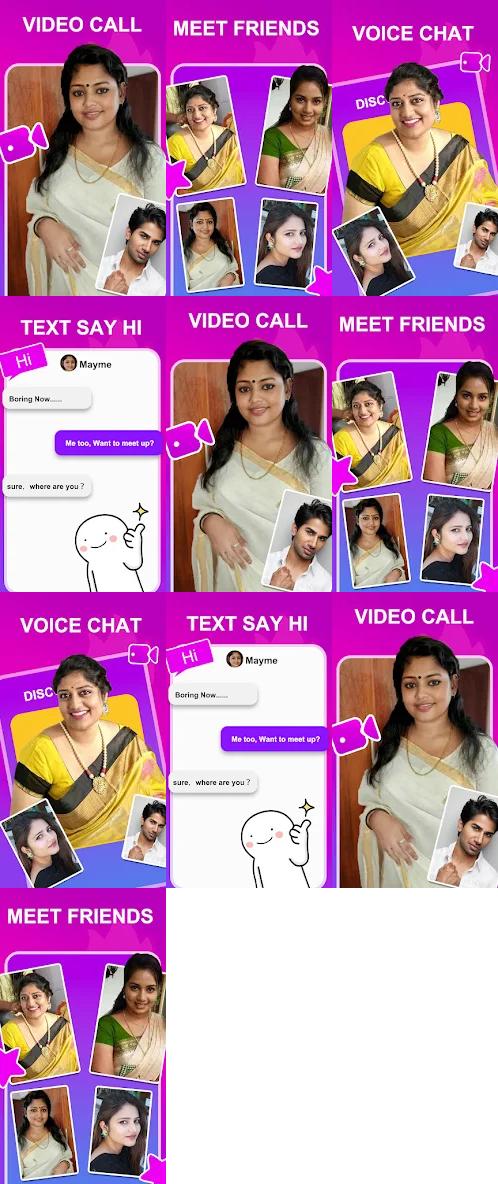 VIDEO CALL
MEET FRIENDS
VOICE CHAT
DISC
TEXT SAY HI
Hi
Mayme
Boring Now......
Me too, Want to meet up?
sure, where are you ?
VIDEO CALL
MEET FRIENDS
VOICE CHAT
DISC
TEXT SAY HI
Hi
Mayme
Boring Now......
Me too, Want to meet up?
sure, where are you ?
VIDEO CALL
MEET FRIENDS